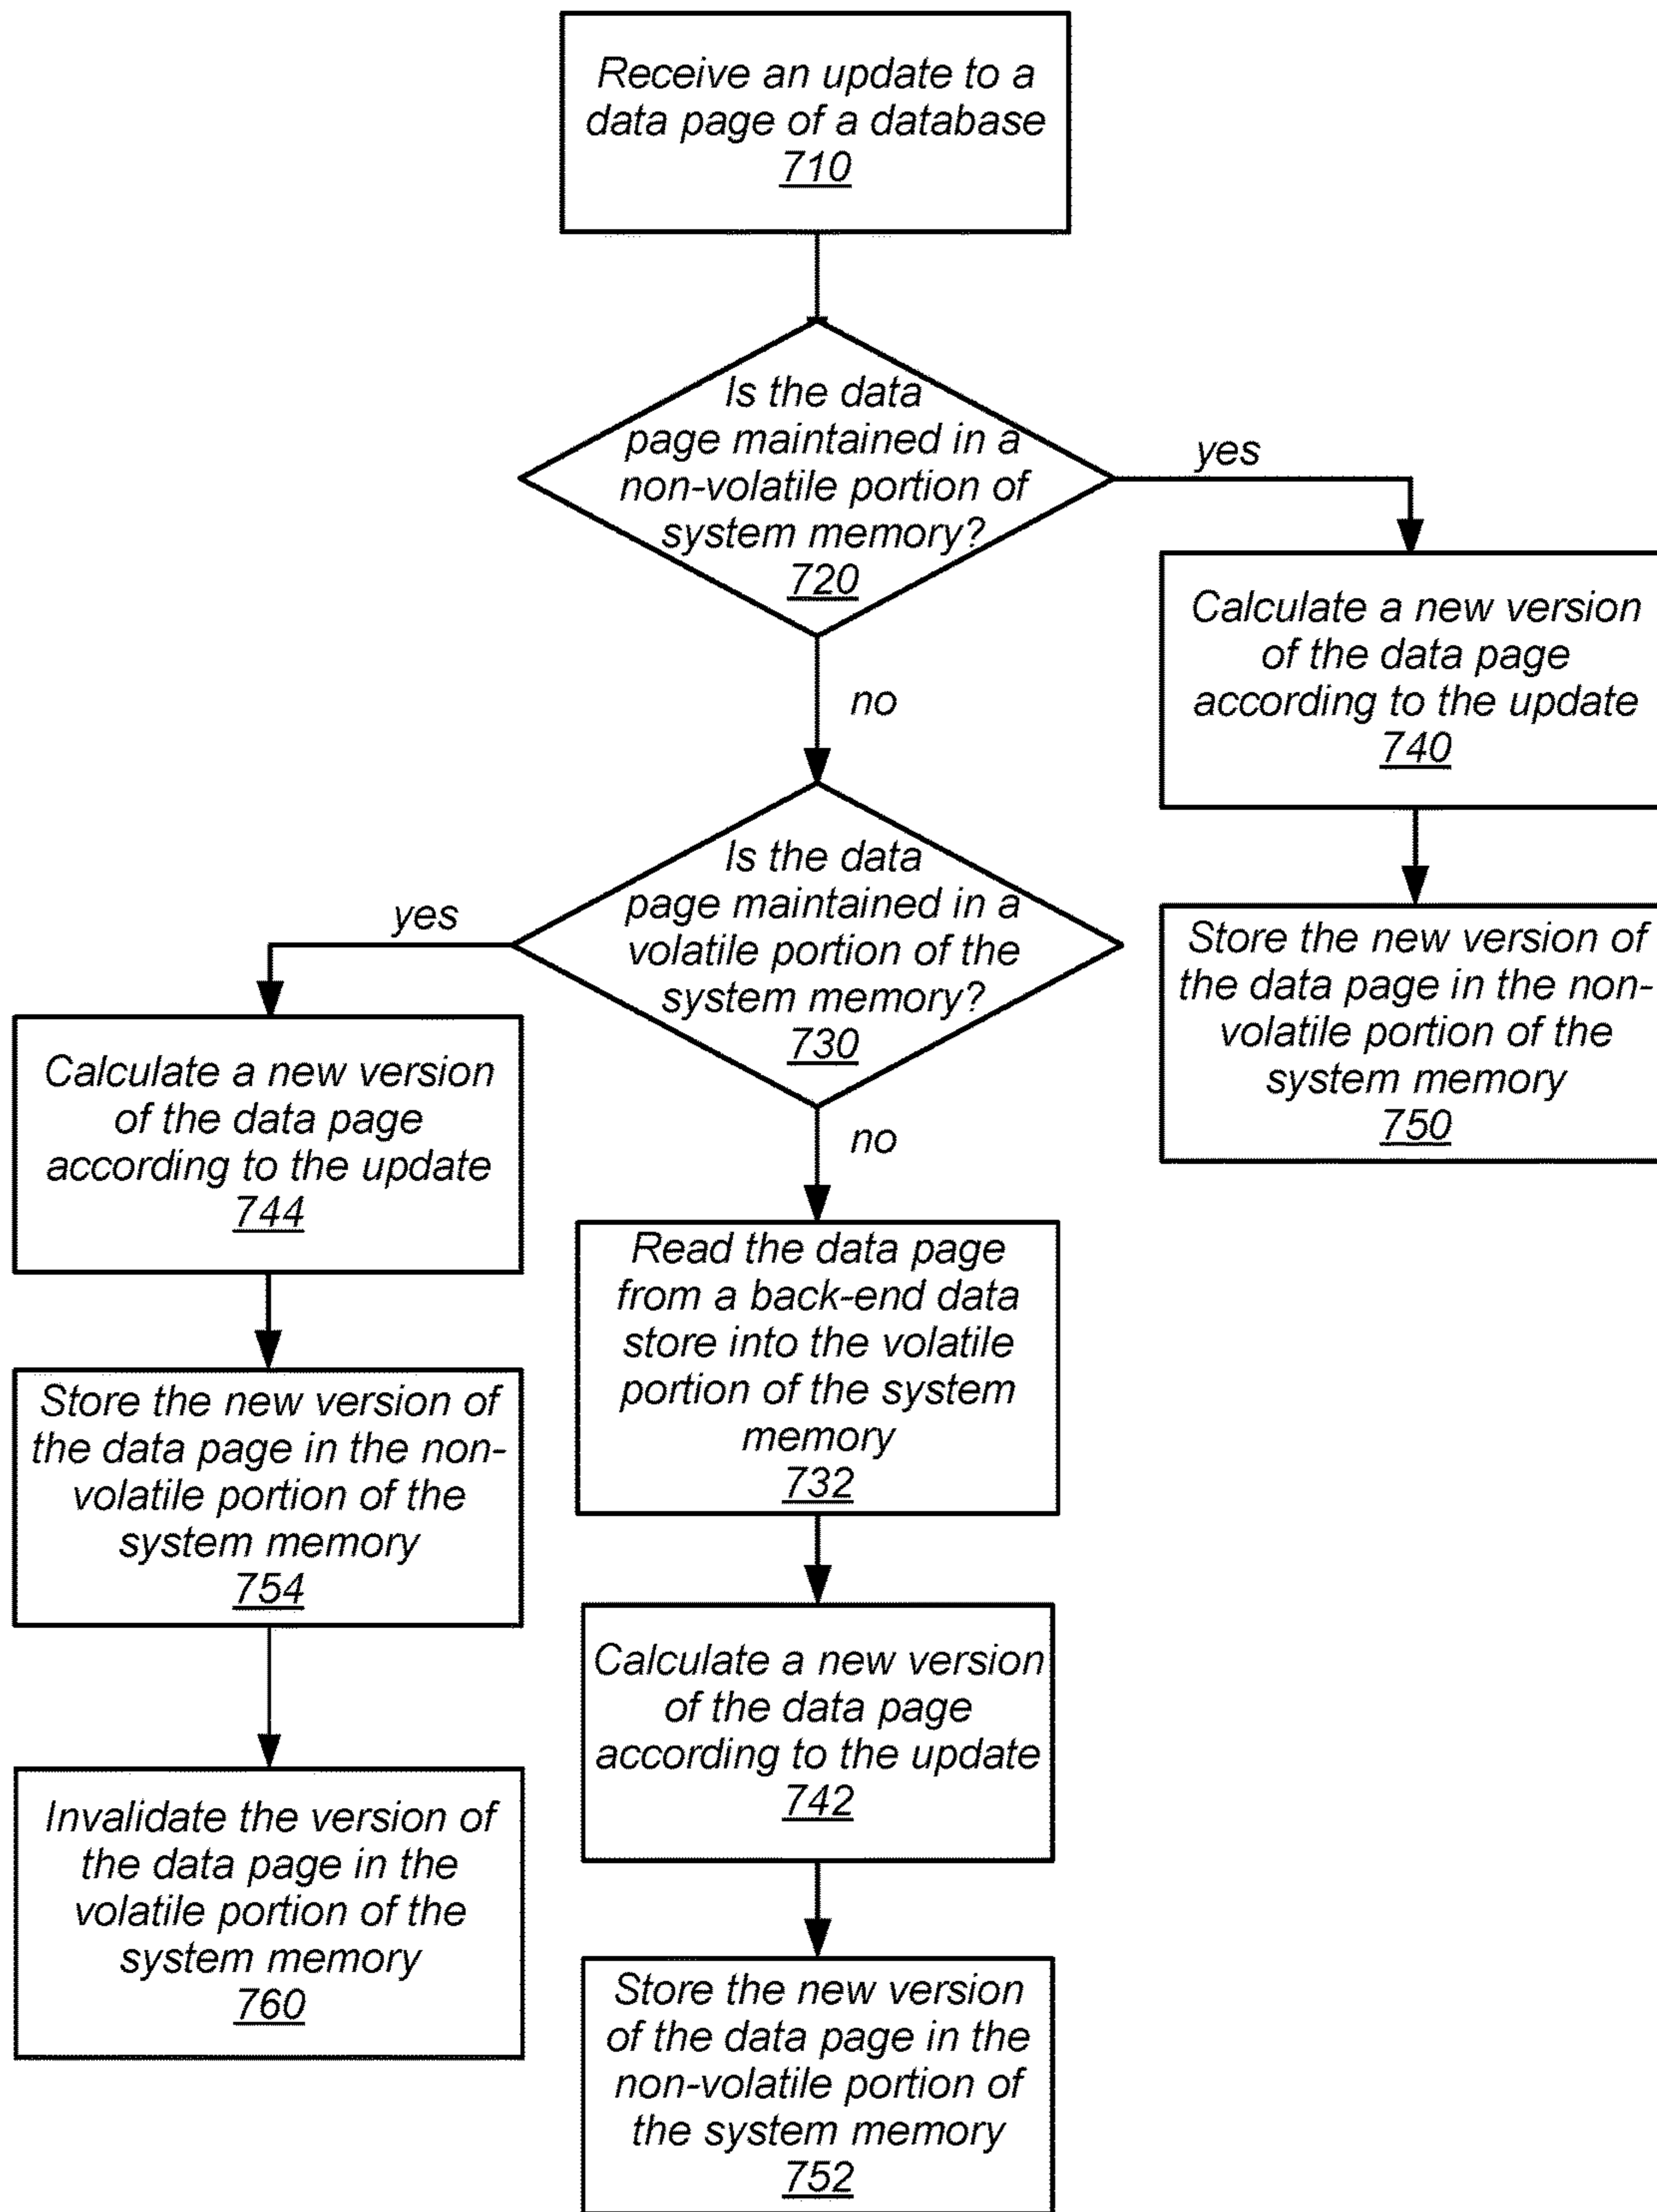 Receive an update to a
data page of a database
710
Is the data
page maintained in a
non-volatile portion of
system memory?
720
yes
no
Calculate a new version
of the data page
according to the update
740
Store the new version of
the data page in the non-
volatile portion of the
system memory
750
Is the data
page maintained in a
volatile portion of the
system memory?
730
yes
no
Calculate a new version
of the data page
according to the update
744
Store the new version of
the data page in the non-
volatile portion of the
system memory
754
Invalidate the version of
the data page in the
volatile portion of the
system memory
760
Read the data page
from a back-end data
store into the volatile
portion of the system
memory
732
Calculate a new version
of the data page
according to the update
742
Store the new version
of the data page in the
non-volatile portion of
the system memory
752